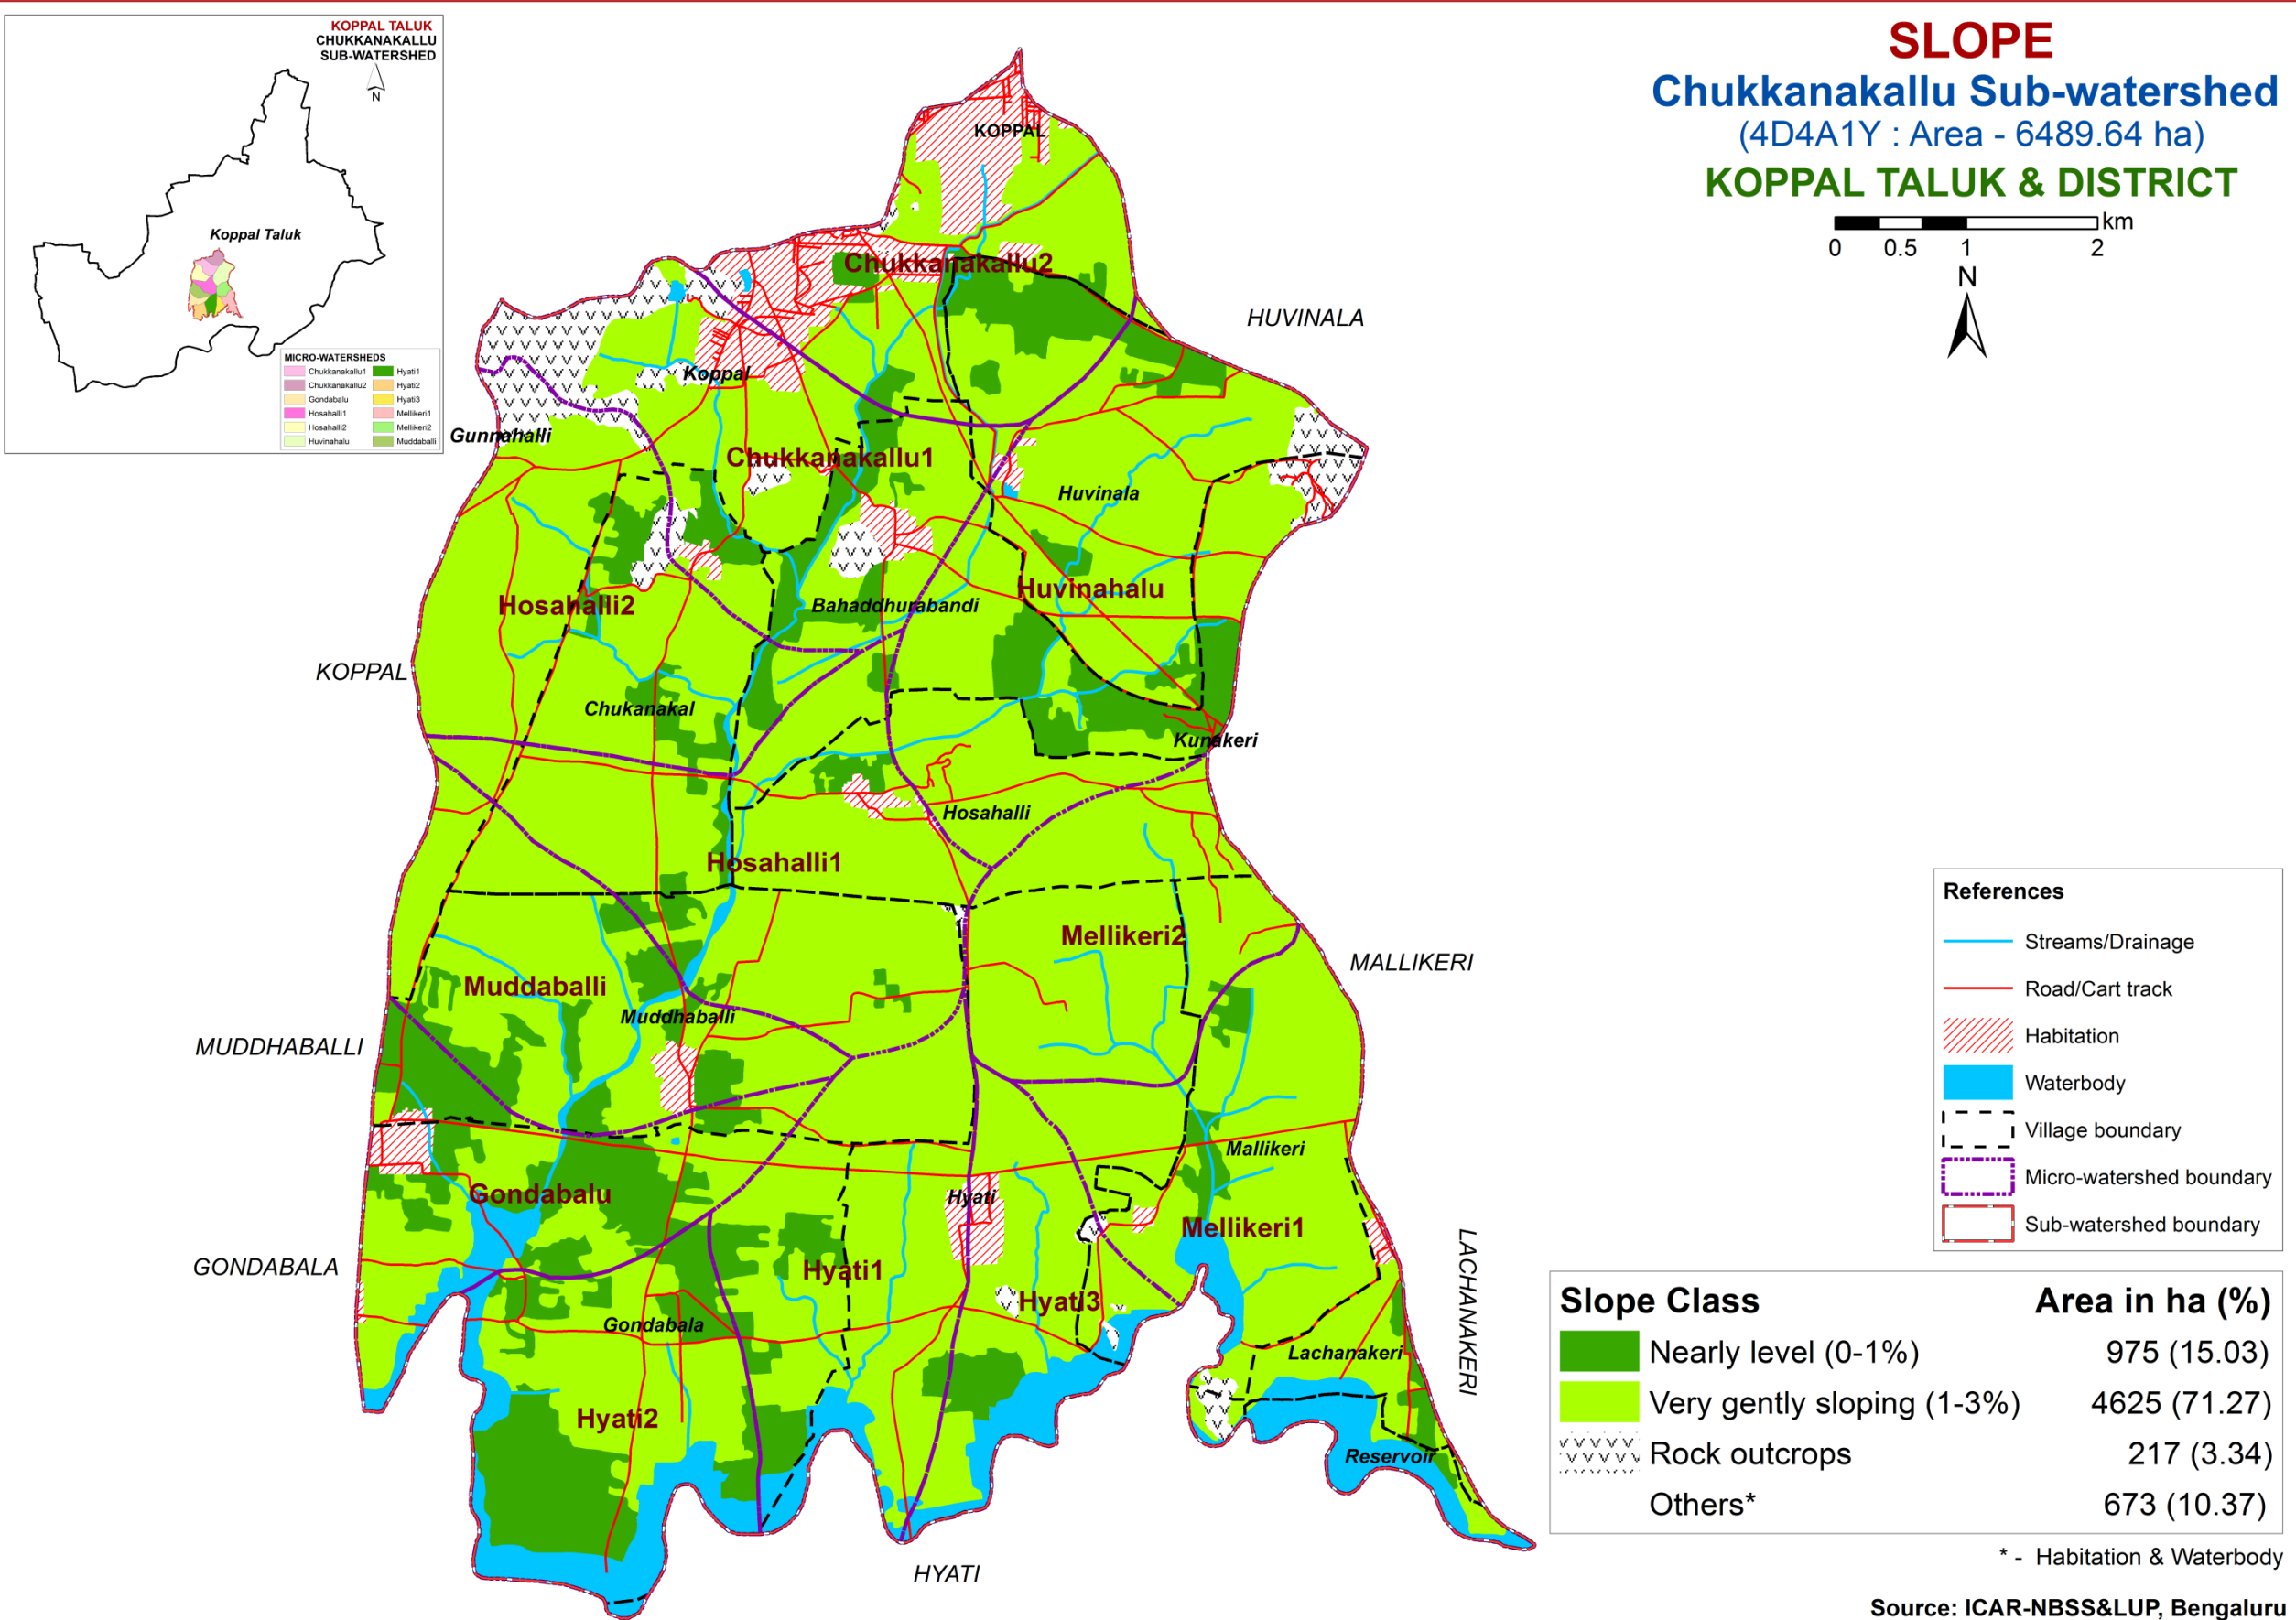 KOPPAL TALUK
CHUKKANAKALLU
SUB-WATERSHED
N
Koppal Taluk
MICRO-WATERSHEDS
Chukkanakallu1
Hyati1
Chukkanakallu2
Hyati2
Gondabalu
Hyati3
Hosahalli1
Mellikeri1
Hosahalli2
Mellikeri2
Huvinahalu
Muddaballi
SLOPE
Chukkanakallu Sub-watershed
(4D4A1Y : Area - 6489.64 ha)
KOPPAL TALUK & DISTRICT
km
0 0.5 1 2
N
KOPPAL
Chukkanakallu2
HUVINALA
Koppal
Gunnahalli
Chukkanakallu1
Huvinala
Huvinahalu
Hosahalli2
Bahaddhurabandi
KOPPAL
Chukanakal
Kunakeri
Hosahalli
Hosahalli1
Mellikeri2
MALLIKERI
Muddaballi
Muddhaballi
MUDDHABALLI
Mallikeri
Gondabalu
Hyati
Mellikeri1
GONDABALA
Hyati1
LACHANAKERI
Hyati3
Gondabala
Lachanakeri
Hyati2
Reservoir
HYATI
References
Streams/Drainage
Road/Cart track
Habitation
Waterbody
Village boundary
Micro-watershed boundary
Sub-watershed boundary
Slope Class Area in ha (%)
Nearly level (0-1%) 975 (15.03)
Very gently sloping (1-3%) 4625 (71.27)
Rock outcrops 217 (3.34)
Others* 673 (10.37)
* - Habitation & Waterbody
Source: ICAR-NBSS&LUP, Bengaluru